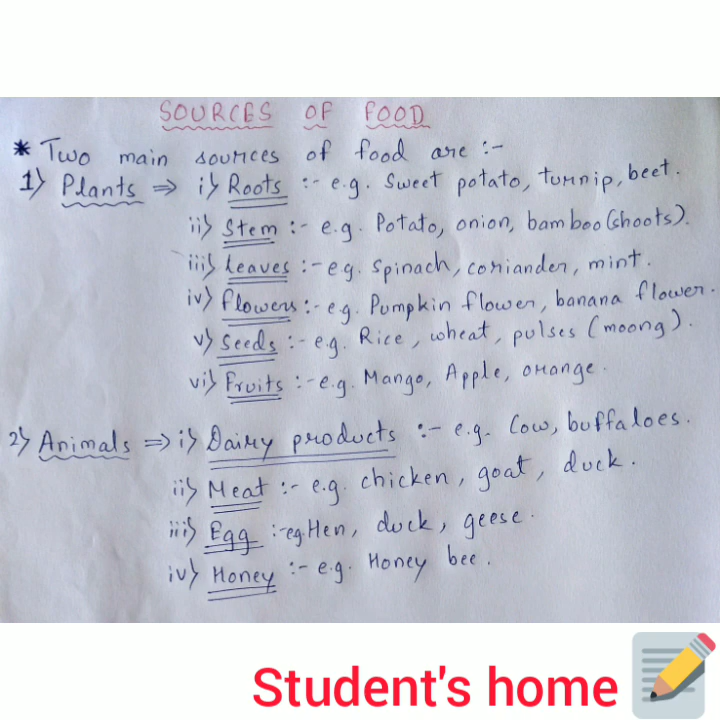 SOURCES OF FOOD
* Two main sources of food are :-
1) Plants ⇒ i) Roots :- e.g. Sweet potato, turnip, beet.
ii) Stem :- e.g. Potato, onion, bamboo (shoots).
iii) Leaves :- e.g. Spinach, coriander, mint.
iv) Flowers :- e.g. Pumpkin flower, banana flower.
v) Seeds :- e.g. Rice, wheat, pulses (moong).
vi) Fruits :- e.g. Mango, Apple, orange.
2) Animals ⇒ i) Dairy products :- e.g. Cow, buffaloes.
ii) Meat :- e.g. chicken, goat, duck.
iii) Egg :- eg. Hen, duck, geese.
iv) Honey :- e.g. Honey bee.
Student's home